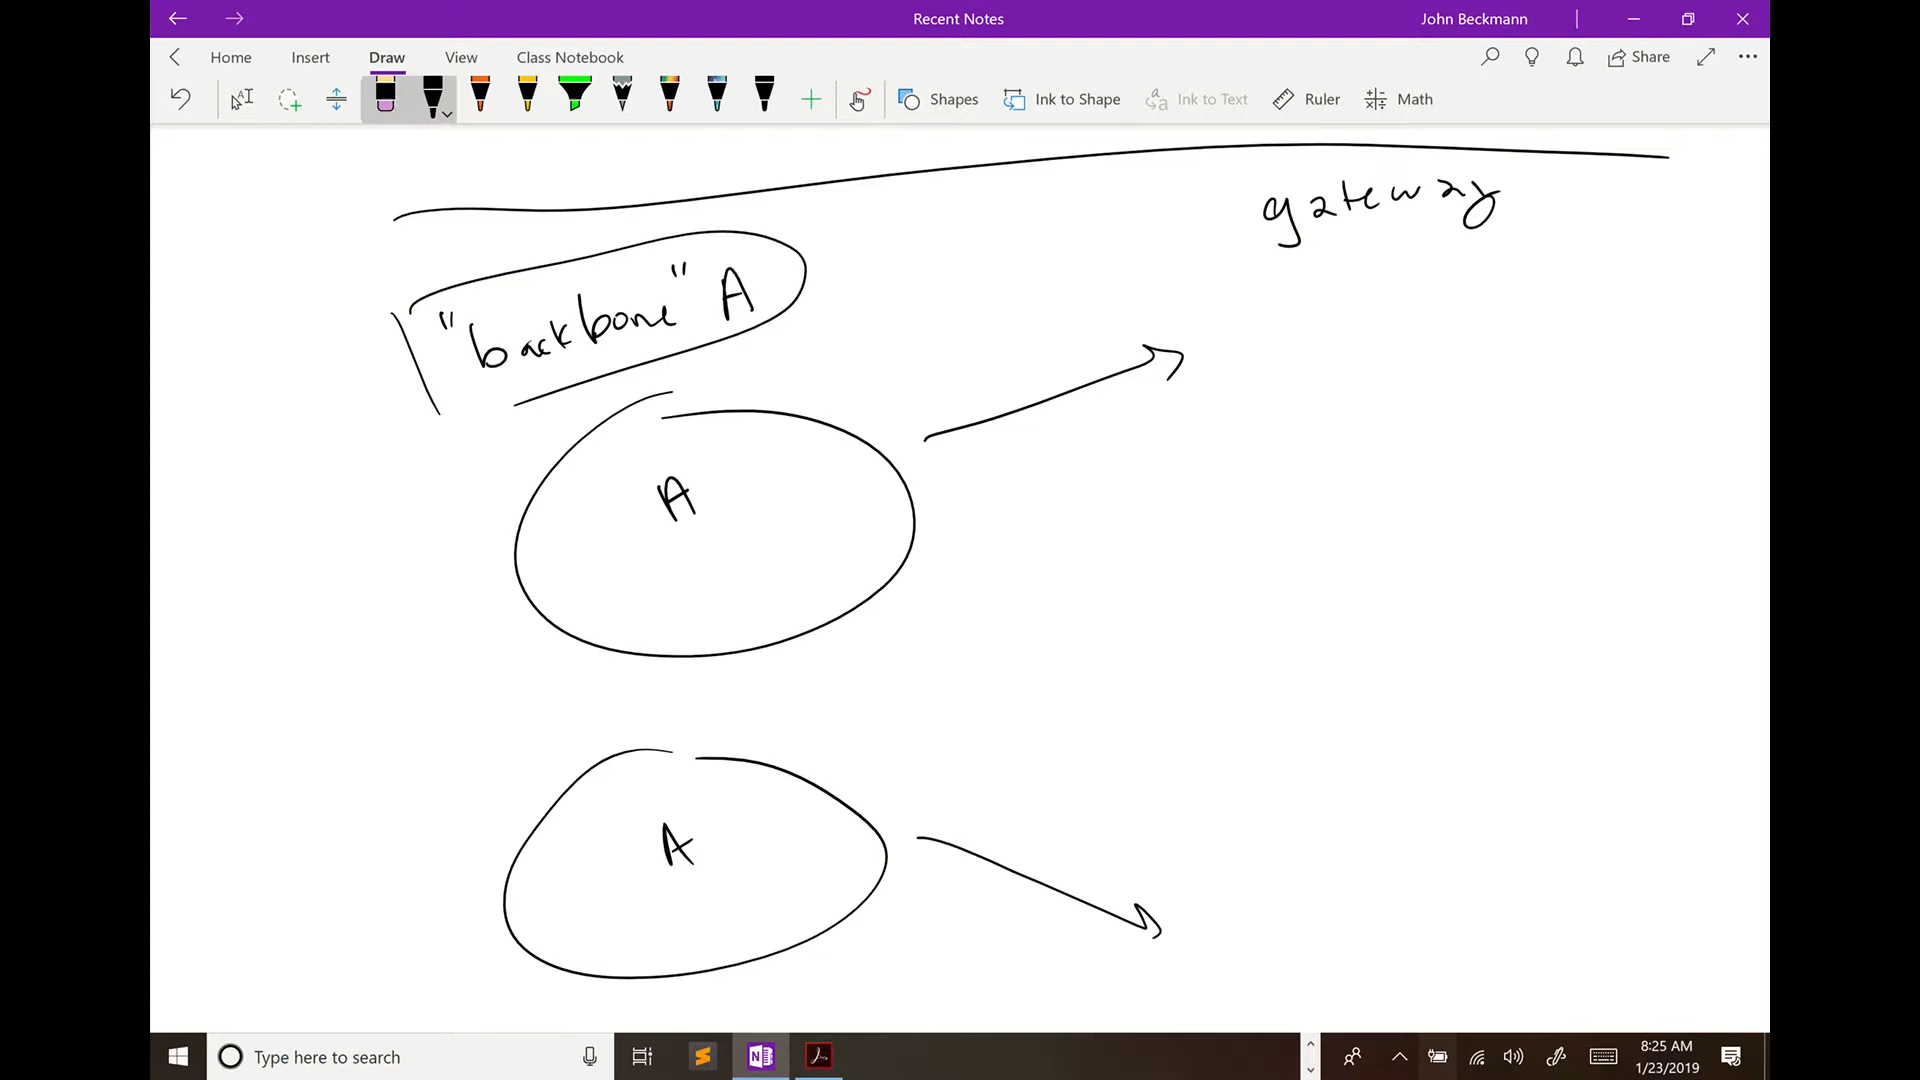 Recent Notes
John Beckmann
Home Insert Draw View Class Notebook
Share
Shapes Ink to Shape Ink to Text Ruler Math
gateway
"backbone" A
A
A
Type here to search
8:25 AM
1/23/2019